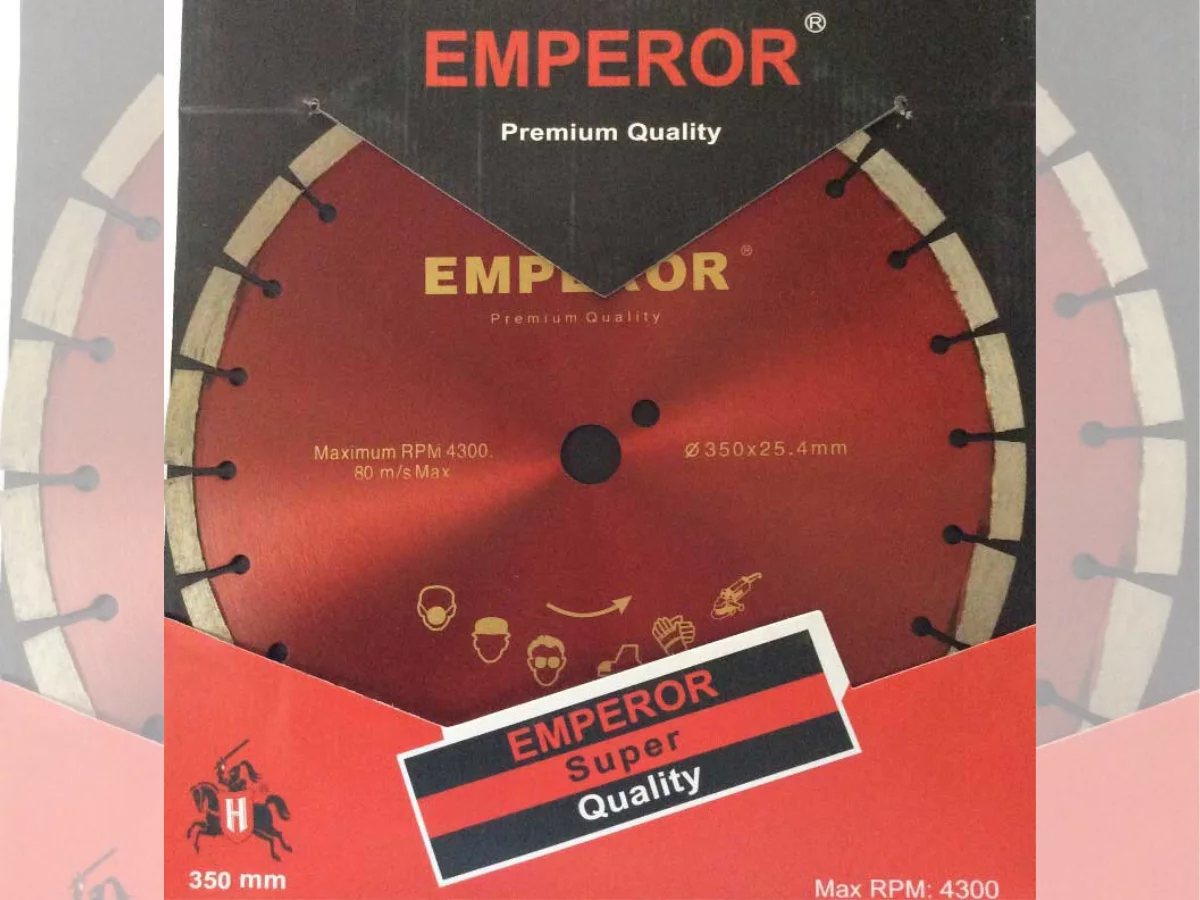 EMPEROR®
Premium Quality
EMPEROR®
Premium Quality
Maximum RPM 4300.
80 m/s Max
Ø350x25.4mm
EMPEROR
Super
Quality
H®
350 mm
Max RPM: 4300